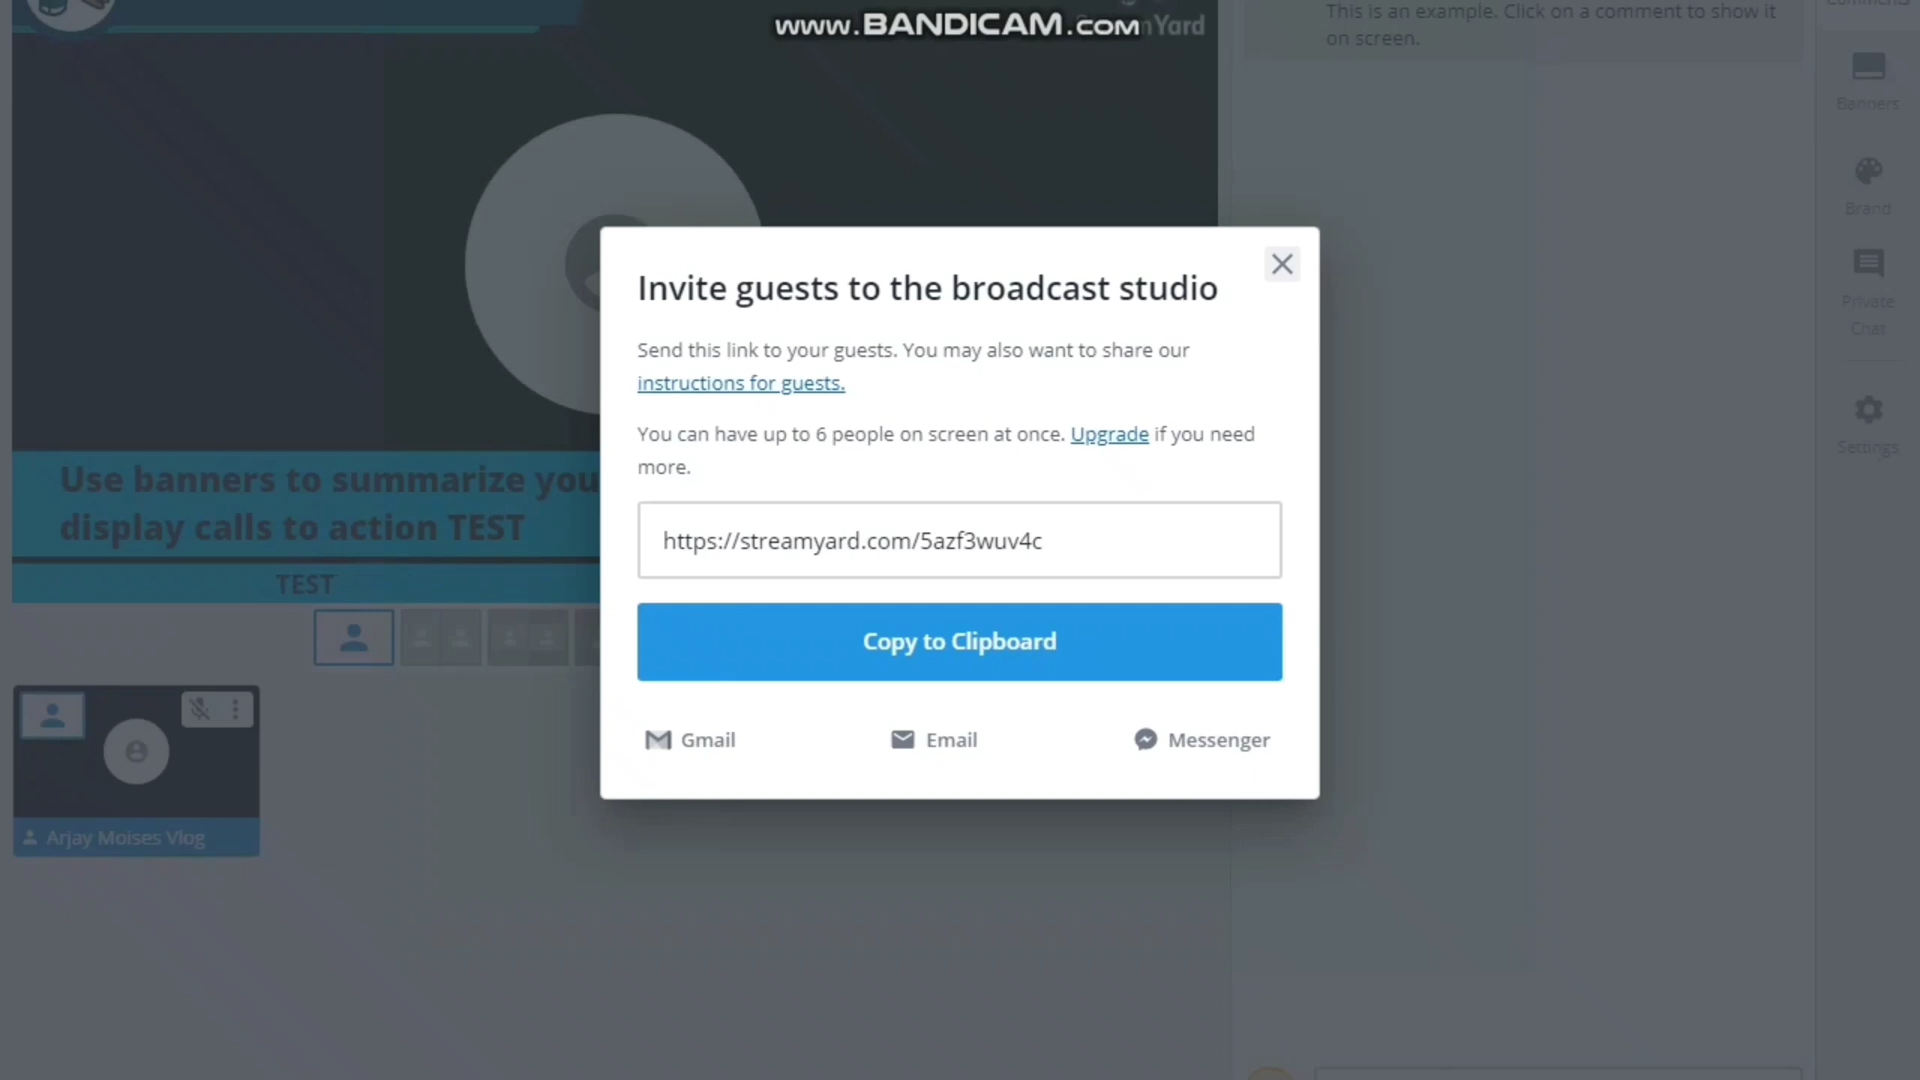 www.BANDICAM.com
Yard
This is an example. Click on a comment to show it
on screen.
Banners
Brand
Private
Chat
Settings
Invite guests to the broadcast studio
Send this link to your guests. You may also want to share our
instructions for guests.
You can have up to 6 people on screen at once. Upgrade if you need
more.
https://streamyard.com/5azf3wuv4c
Copy to Clipboard
Gmail
Email
Messenger
Use banners to summarize you
display calls to action TEST
TEST
Arjay Moises Vlog